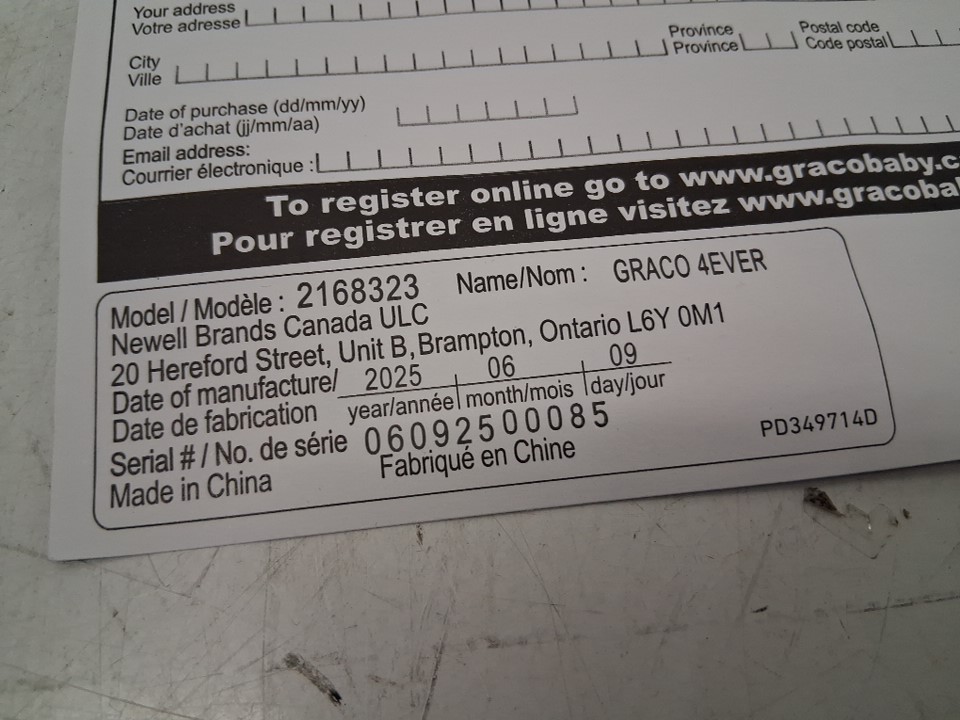 Your address
Votre adresse
City
Ville
Province
Province
Postal code
Code postal
Date of purchase (dd/mm/yy)
Date d'achat (jj/mm/aa)
Email address:
Courrier électronique :
To register online go to www.gracobaby.c
Pour registrer en ligne visitez www.gracobab
Model / Modèle : 2168323 Name/Nom : GRACO 4EVER
Newell Brands Canada ULC
20 Hereford Street, Unit B, Brampton, Ontario L6Y 0M1
Date of manufacture/ 2025 06 09
Date de fabrication year/année month/mois day/jour
Serial # / No. de série 06092500085
Made in China Fabriqué en Chine PD349714D